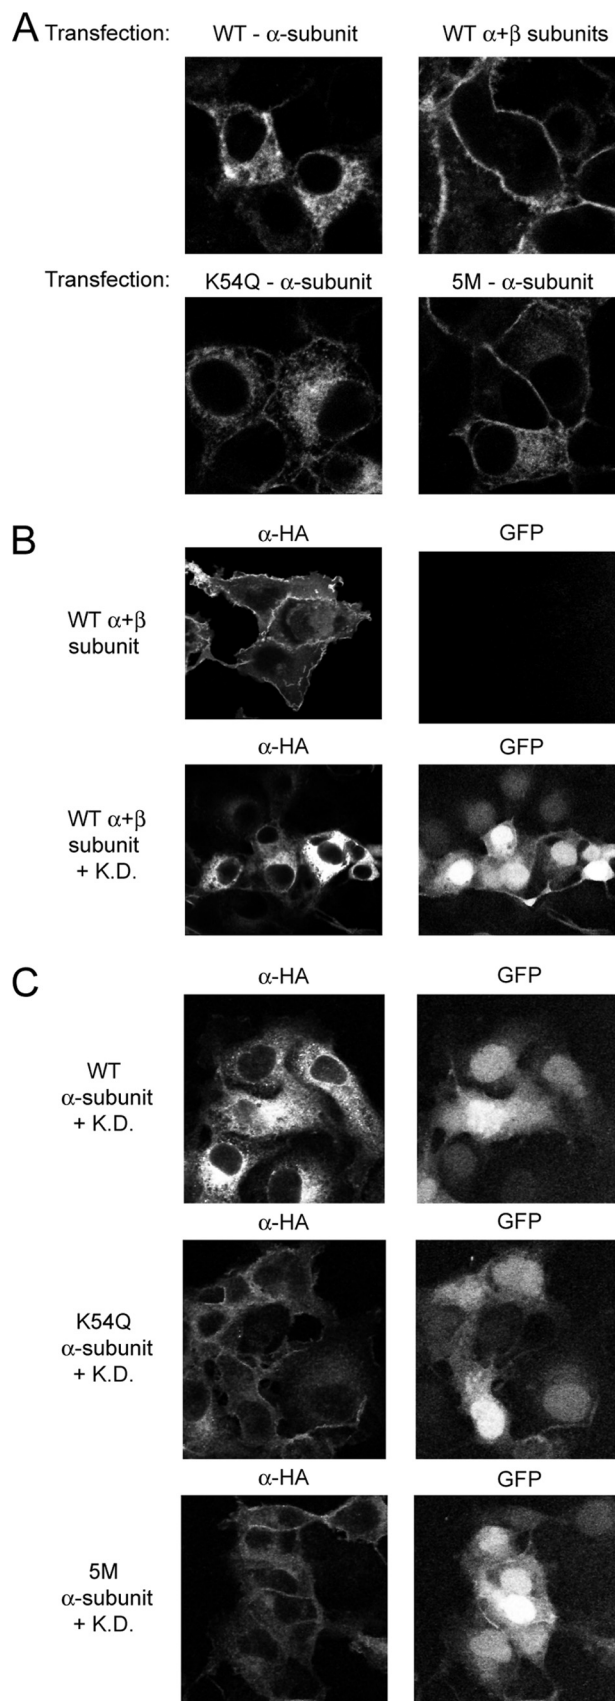 A Transfection: WT - α-subunit WT α+β subunits
Transfection: K54Q - α-subunit 5M - α-subunit
B α-HA GFP
WT α+β
subunit
α-HA GFP
WT α+β
subunit
+ K.D.
C α-HA GFP
WT
α-subunit
+ K.D.
α-HA GFP
K54Q
α-subunit
+ K.D.
α-HA GFP
5M
α-subunit
+ K.D.